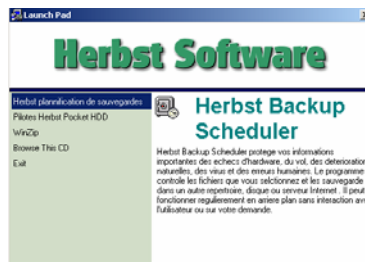 Launch Pad
Herbst Software
Herbst plannification de sauvegardes
Pilotes Herbst Pocket HDD
WinZip
Browse This CD
Exit
Herbst Backup
Scheduler
Herbst Backup Scheduler protege vos informations
importantes des echecs d'hardware, du vol, des deterioration
naturelles, des virus et des erreurs humaines. Le programme
controle les fichiers que vous selctionnez et les sauvegarde
dans un autre repertoire, disque ou serveur Internet . Il peut
fonctionner regulierement en arriere plan sans interaction av
l'utilisateur ou sur votre demande.